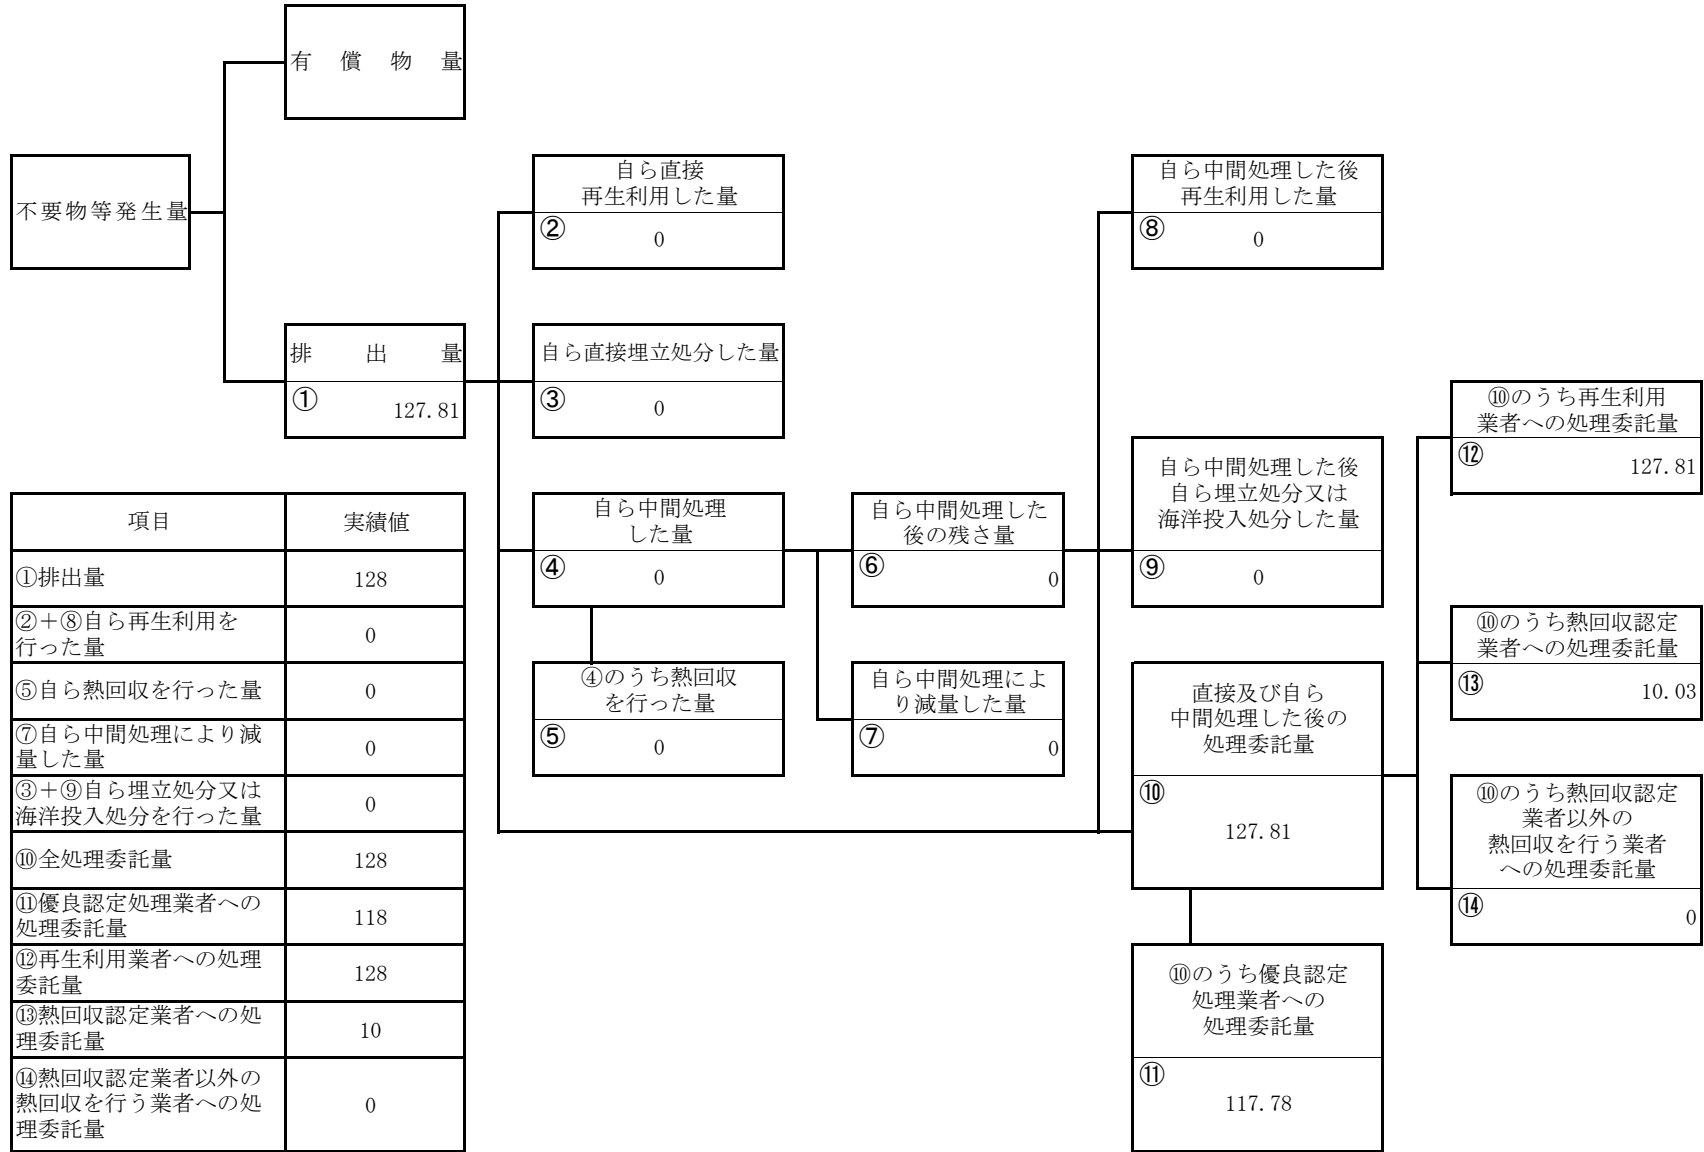 有償物量
不要物等発生量
排出量
①
127.81
自ら直接
再生利用した量
②
0
自ら直接埋立処分した量
③
0
自ら中間処理
した量
④
0
④のうち熱回収
を行った量
⑤
0
自ら中間処理した
後の残さ量
⑥
0
自ら中間処理によ
り減量した量
⑦
0
自ら中間処理した後
再生利用した量
⑧
0
自ら中間処理した後
自ら埋立処分又は
海洋投入処分した量
⑨
0
直接及び自ら
中間処理した後の
処理委託量
⑩
127.81
⑩のうち優良認定
処理業者への
処理委託量
⑪
117.78
⑩のうち再生利用
業者への処理委託量
⑫
127.81
⑩のうち熱回収認定
業者への処理委託量
⑬
10.03
⑩のうち熱回収認定
業者以外の
熱回収を行う業者
への処理委託量
⑭
0
項目 実績値
①排出量 128
②＋⑧自ら再生利用を
行った量 0
⑤自ら熱回収を行った量 0
⑦自ら中間処理により減
量した量 0
③＋⑨自ら埋立処分又は
海洋投入処分を行った量 0
⑩全処理委託量 128
⑪優良認定処理業者への
処理委託量 118
⑫再生利用業者への処理
委託量 128
⑬熱回収認定業者への処
理委託量 10
⑭熱回収認定業者以外の
熱回収を行う業者への処
理委託量 0